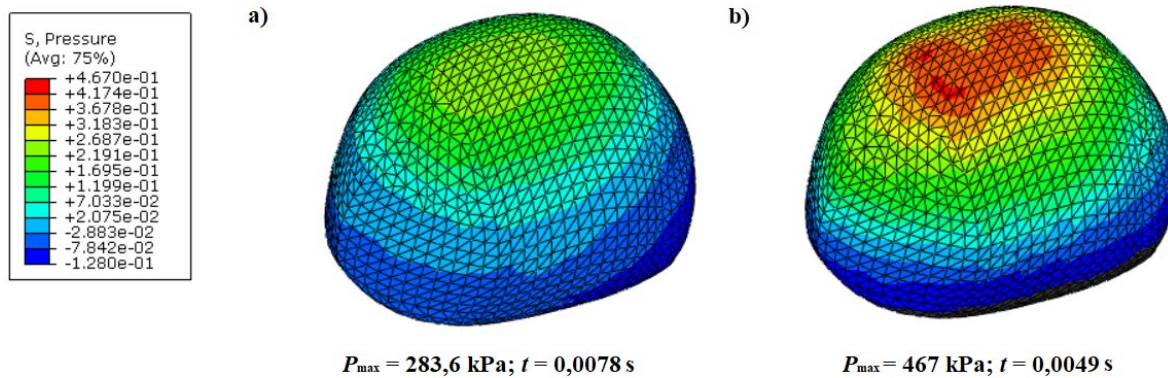 a)
b)
S, Pressure
(Avg: 75%)
+4.670e-01
+4.174e-01
+3.678e-01
+3.183e-01
+2.687e-01
+2.191e-01
+1.695e-01
+1.199e-01
+7.033e-02
+2.075e-02
-2.883e-02
-7.842e-02
-1.280e-01
Pmax = 283,6 kPa; t = 0,0078 s
Pmax = 467 kPa; t = 0,0049 s